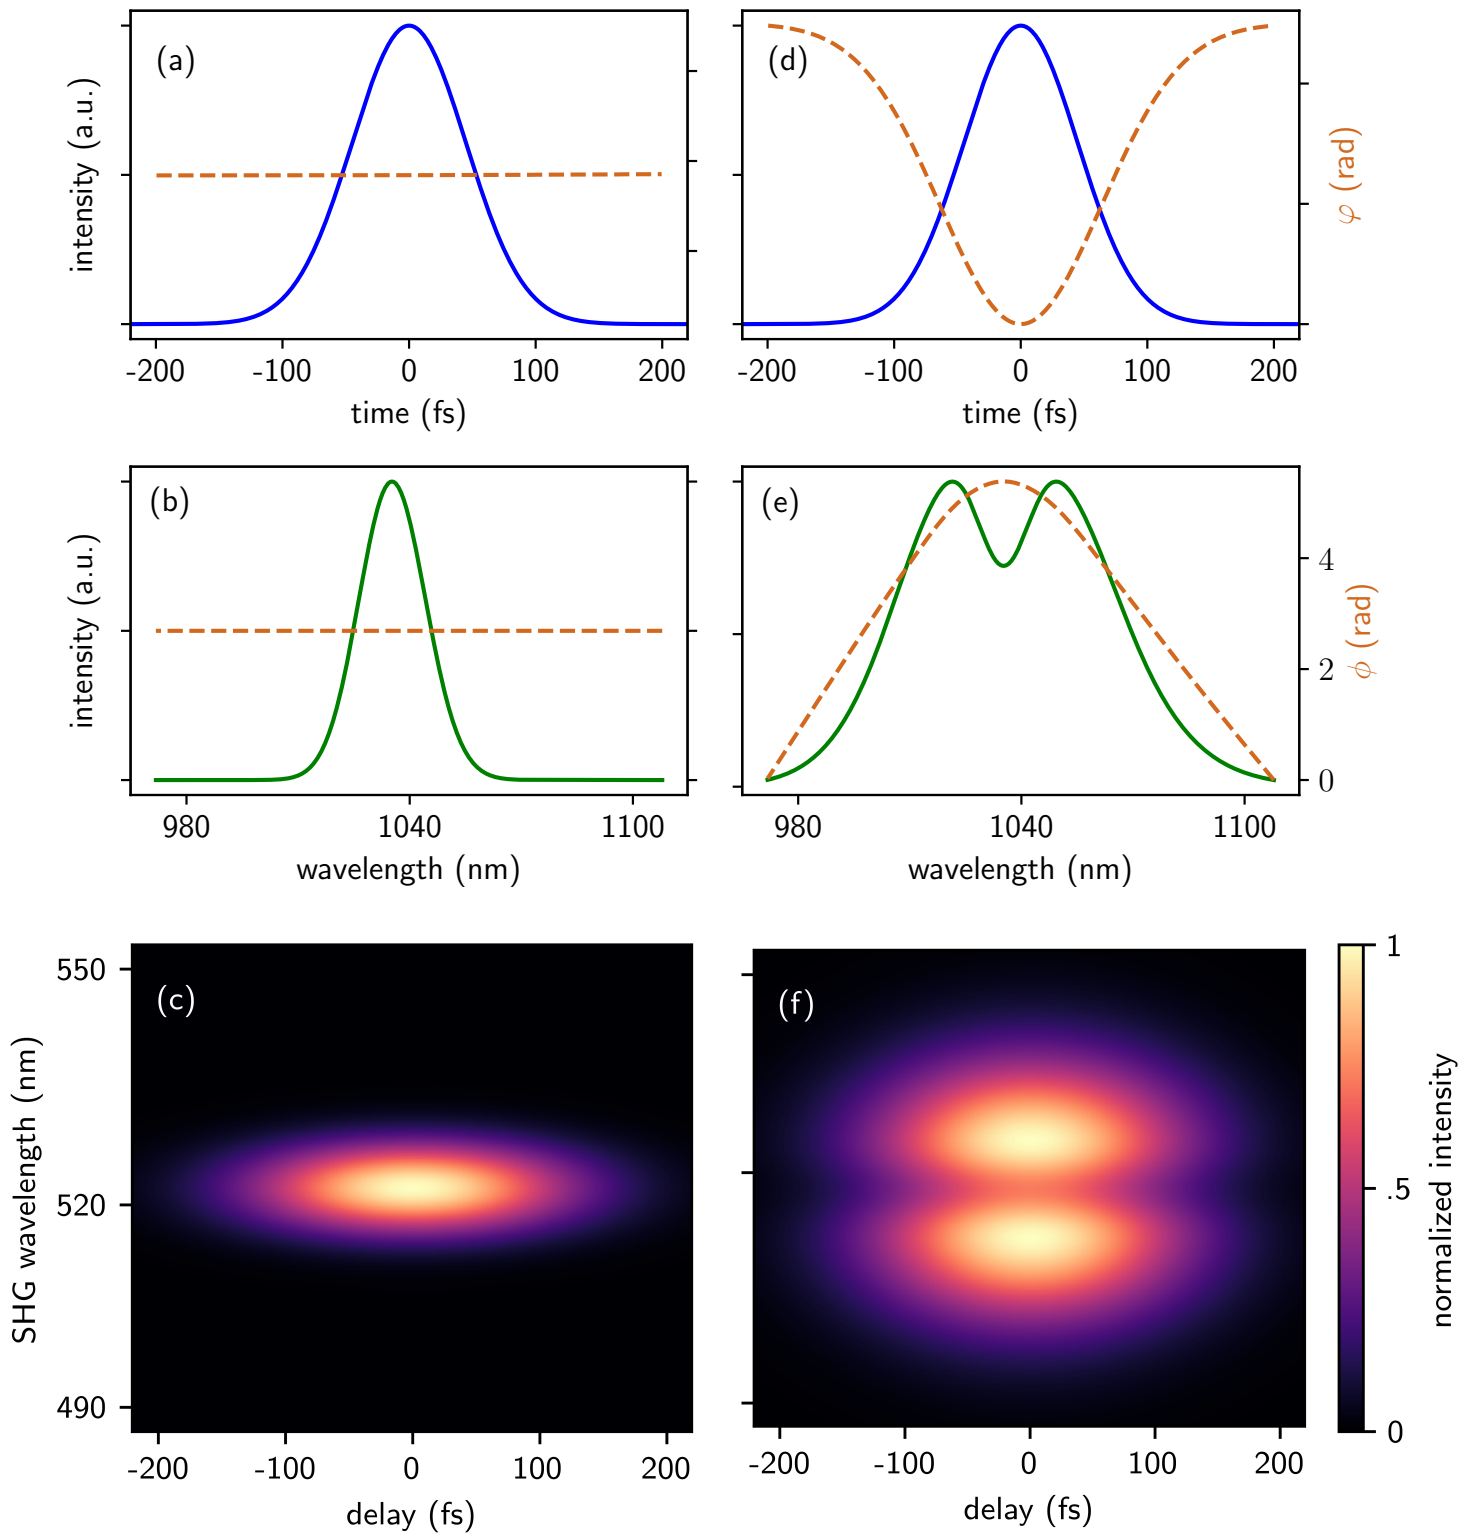 (a)
intensity (a.u.)
-200 -100 0 100 200
time (fs)
(d)
φ (rad)
-200 -100 0 100 200
time (fs)
(b)
intensity (a.u.)
980 1040 1100
wavelength (nm)
(e)
4
2
0
ϕ (rad)
980 1040 1100
wavelength (nm)
(c)
550
520
490
SHG wavelength (nm)
-200 -100 0 100 200
delay (fs)
(f)
-200 -100 0 100 200
delay (fs)
1
.5
0
normalized intensity